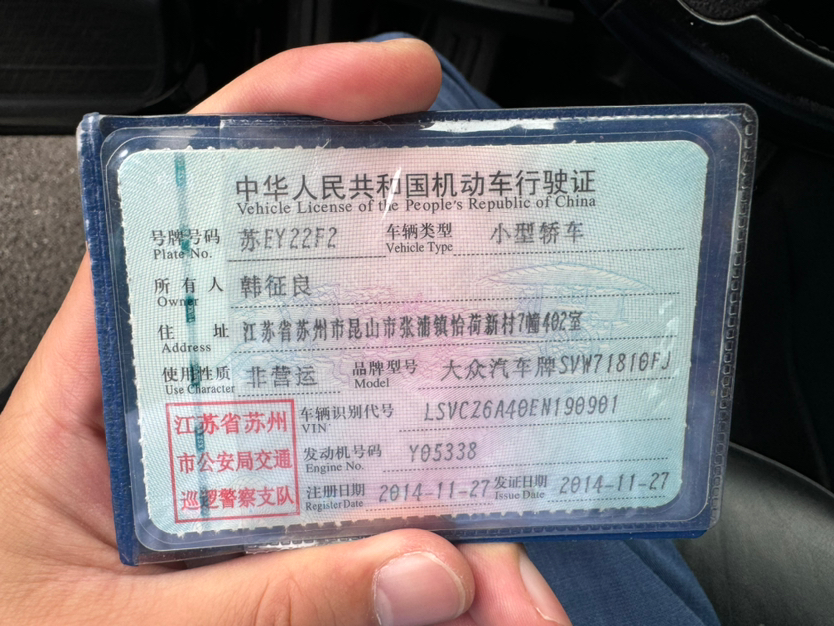 中华人民共和国机动车行驶证
Vehicle License of the People's Republic of China
号牌号码 苏EY22F2 车辆类型 小型轿车
Plate No. Vehicle Type
所有人 韩征良
Owner
住址 江苏省苏州市昆山市张浦镇怡荷新村7幢402室
Address
使用性质 非营运 品牌型号 大众汽车牌SVW71810FJ
Use Character Model
江苏省苏州
市公安局交通
巡逻警察支队
车辆识别代号 LSVCZ6A40EN190901
VIN
发动机号码 Y05338
Engine No.
注册日期 2014-11-27 发证日期 2014-11-27
Register Date Issue Date